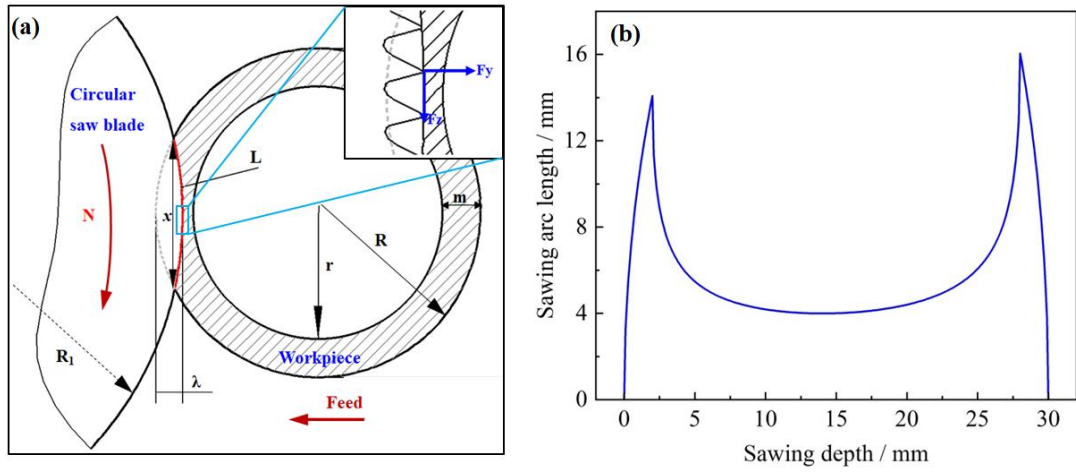 (a)
Circular
saw blade
N
R₁
x
λ
L
r
R
m
Workpiece
Feed
Fy
Fz
(b)
Sawing arc length / mm
16
12
8
4
0
0 5 10 15 20 25 30
Sawing depth / mm